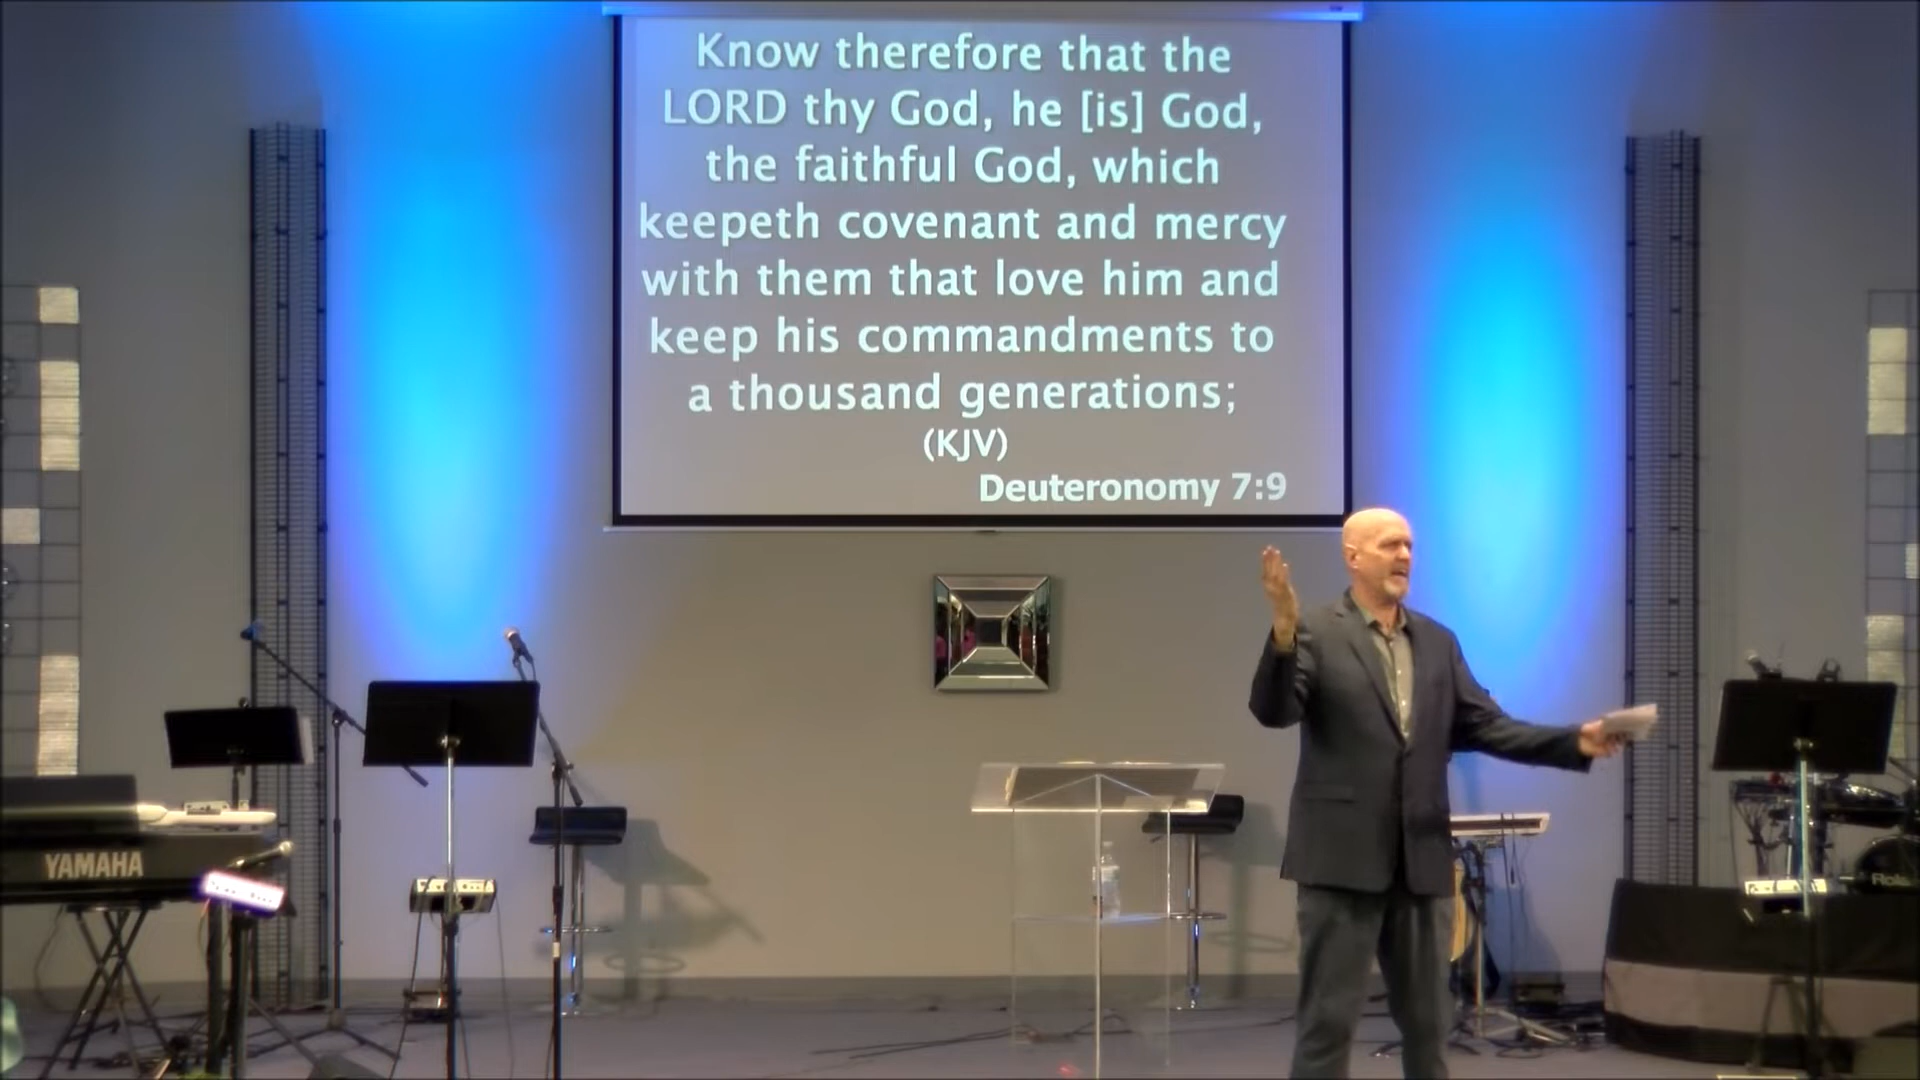 Know therefore that the
LORD thy God, he [is] God,
the faithful God, which
keepeth covenant and mercy
with them that love him and
keep his commandments to
a thousand generations;
(KJV)
Deuteronomy 7:9
YAMAHA